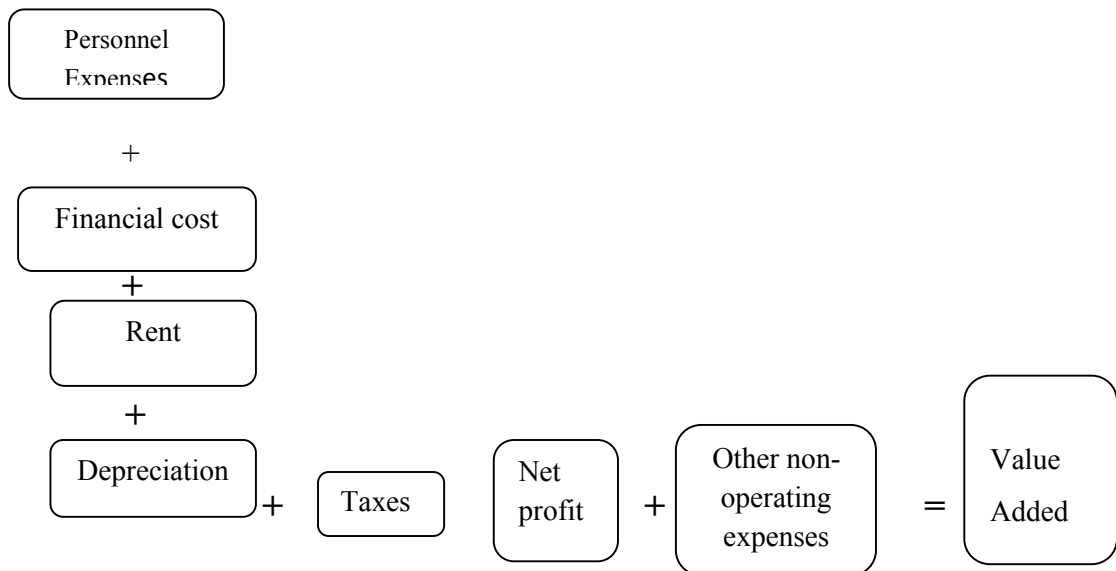 Personnel
Expenses
+
Financial cost
+
Rent
+
Depreciation
+
Taxes
Net
profit
+
Other non-
operating
expenses
=
Value
Added